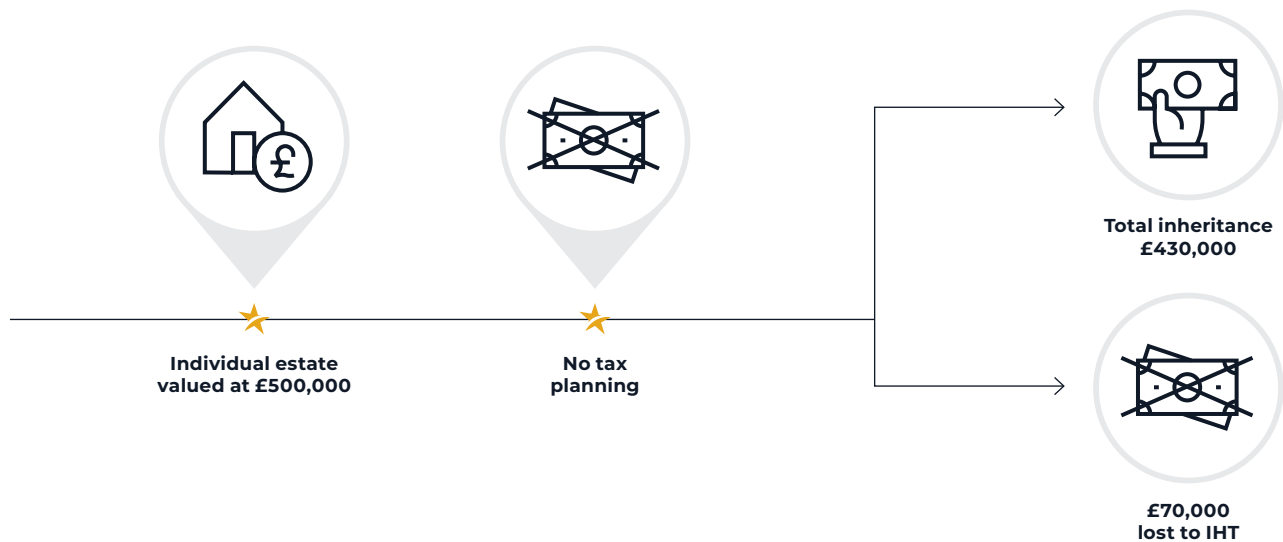 Individual estate
valued at £500,000
No tax
planning
Total inheritance
£430,000
£70,000
lost to IHT